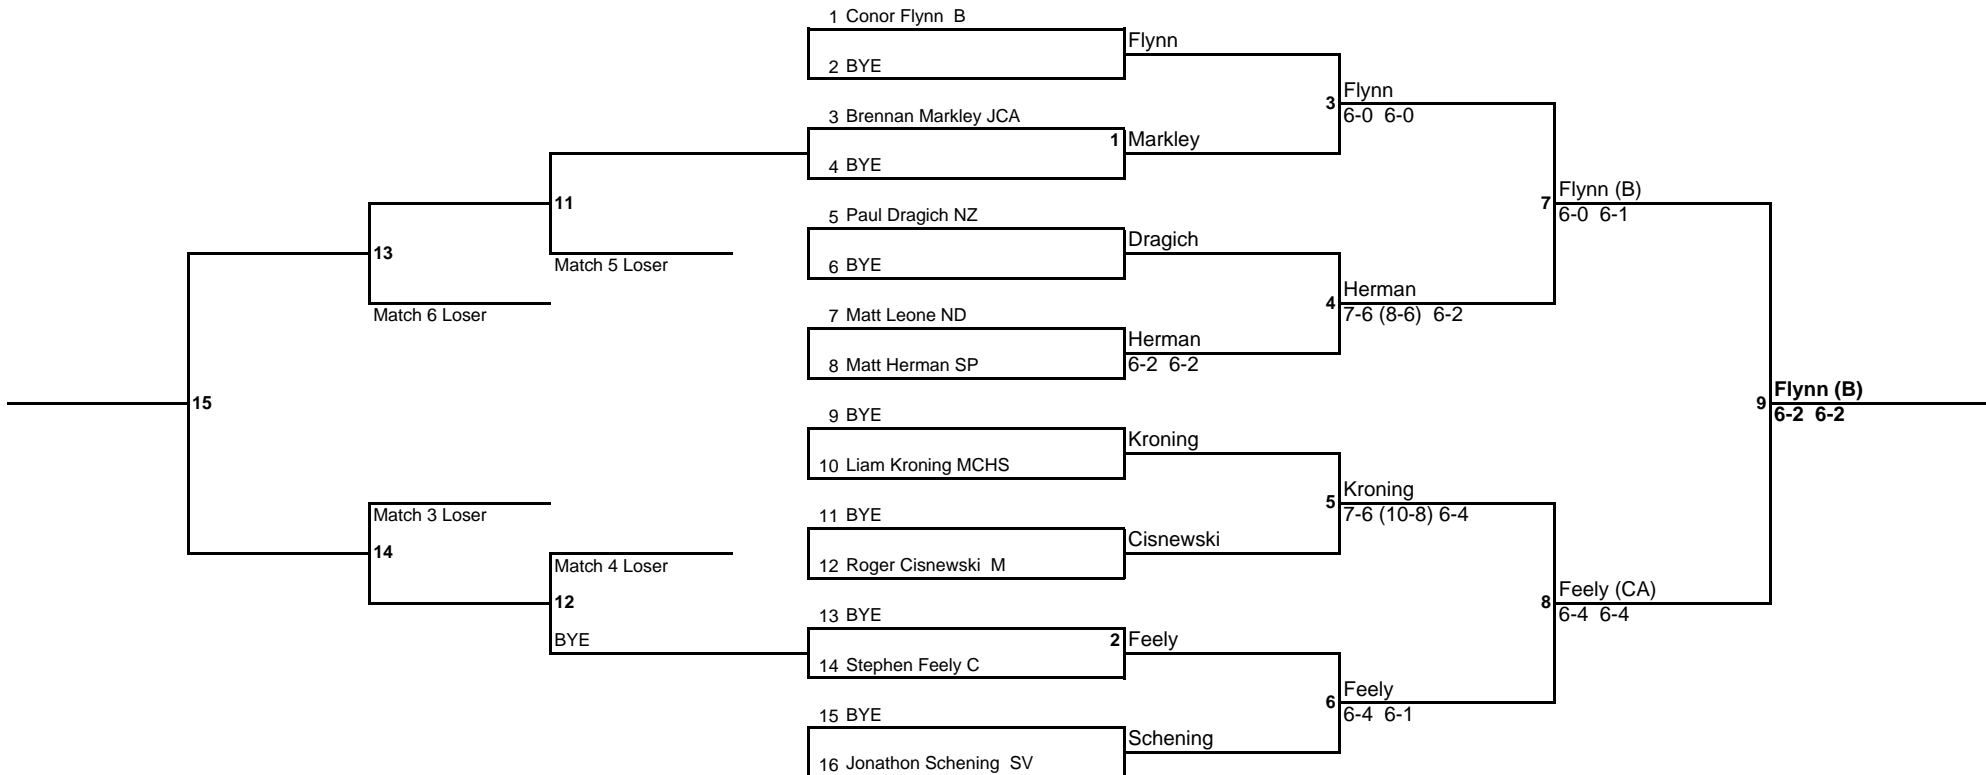 1 Conor Flynn B
2 BYE
3 Brennan Markley JCA
4 BYE
5 Paul Dragich NZ
6 BYE
7 Matt Leone ND
8 Matt Herman SP
9 BYE
10 Liam Kroning MCHS
11 BYE
12 Roger Cisnewski M
13 BYE
14 Stephen Feely C
15 BYE
16 Jonathon Schening SV
Flynn
1 Markley
Dragich
Herman
6-2 6-2
Kroning
Cisnewski
2 Feely
Schening
3
Flynn
6-0 6-0
4
Herman
7-6 (8-6) 6-2
5
Kroning
7-6 (10-8) 6-4
6
Feely
6-4 6-1
7
Flynn (B)
6-0 6-1
8
Feely (CA)
6-4 6-4
9
Flynn (B)
6-2 6-2
11
Match 5 Loser
13
Match 6 Loser
15
Match 3 Loser
14
Match 4 Loser
12
BYE